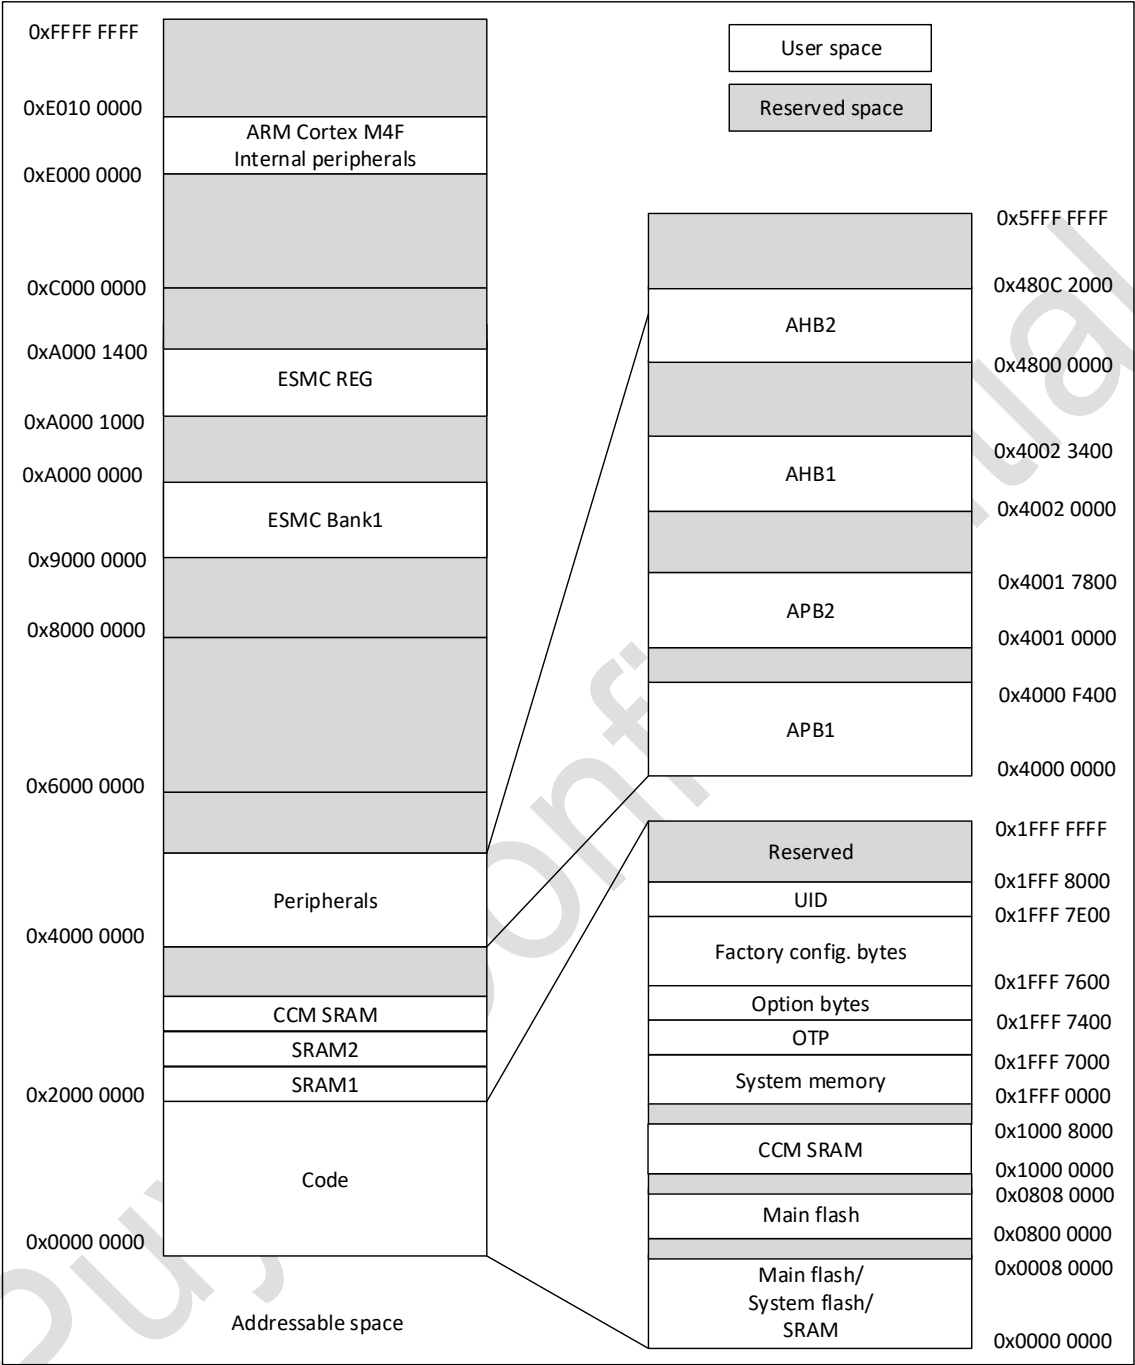 0xFFFF FFFF
0xE010 0000
ARM Cortex M4F
Internal peripherals
0xE000 0000
0xC000 0000
0xA000 1400
ESMC REG
0xA000 1000
0xA000 0000
ESMC Bank1
0x9000 0000
0x8000 0000
0x6000 0000
Peripherals
0x4000 0000
CCM SRAM
SRAM2
SRAM1
0x2000 0000
Code
0x0000 0000
Addressable space
User space
Reserved space
0x5FFF FFFF
0x480C 2000
AHB2
0x4800 0000
0x4002 3400
AHB1
0x4002 0000
0x4001 7800
APB2
0x4001 0000
0x4000 F400
APB1
0x4000 0000
0x1FFF FFFF
Reserved
0x1FFF 8000
UID
0x1FFF 7E00
Factory config. bytes
0x1FFF 7600
Option bytes
0x1FFF 7400
OTP
0x1FFF 7000
System memory
0x1FFF 0000
0x1000 8000
CCM SRAM
0x1000 0000
0x0808 0000
Main flash
0x0800 0000
0x0008 0000
Main flash/
System flash/
SRAM
0x0000 0000